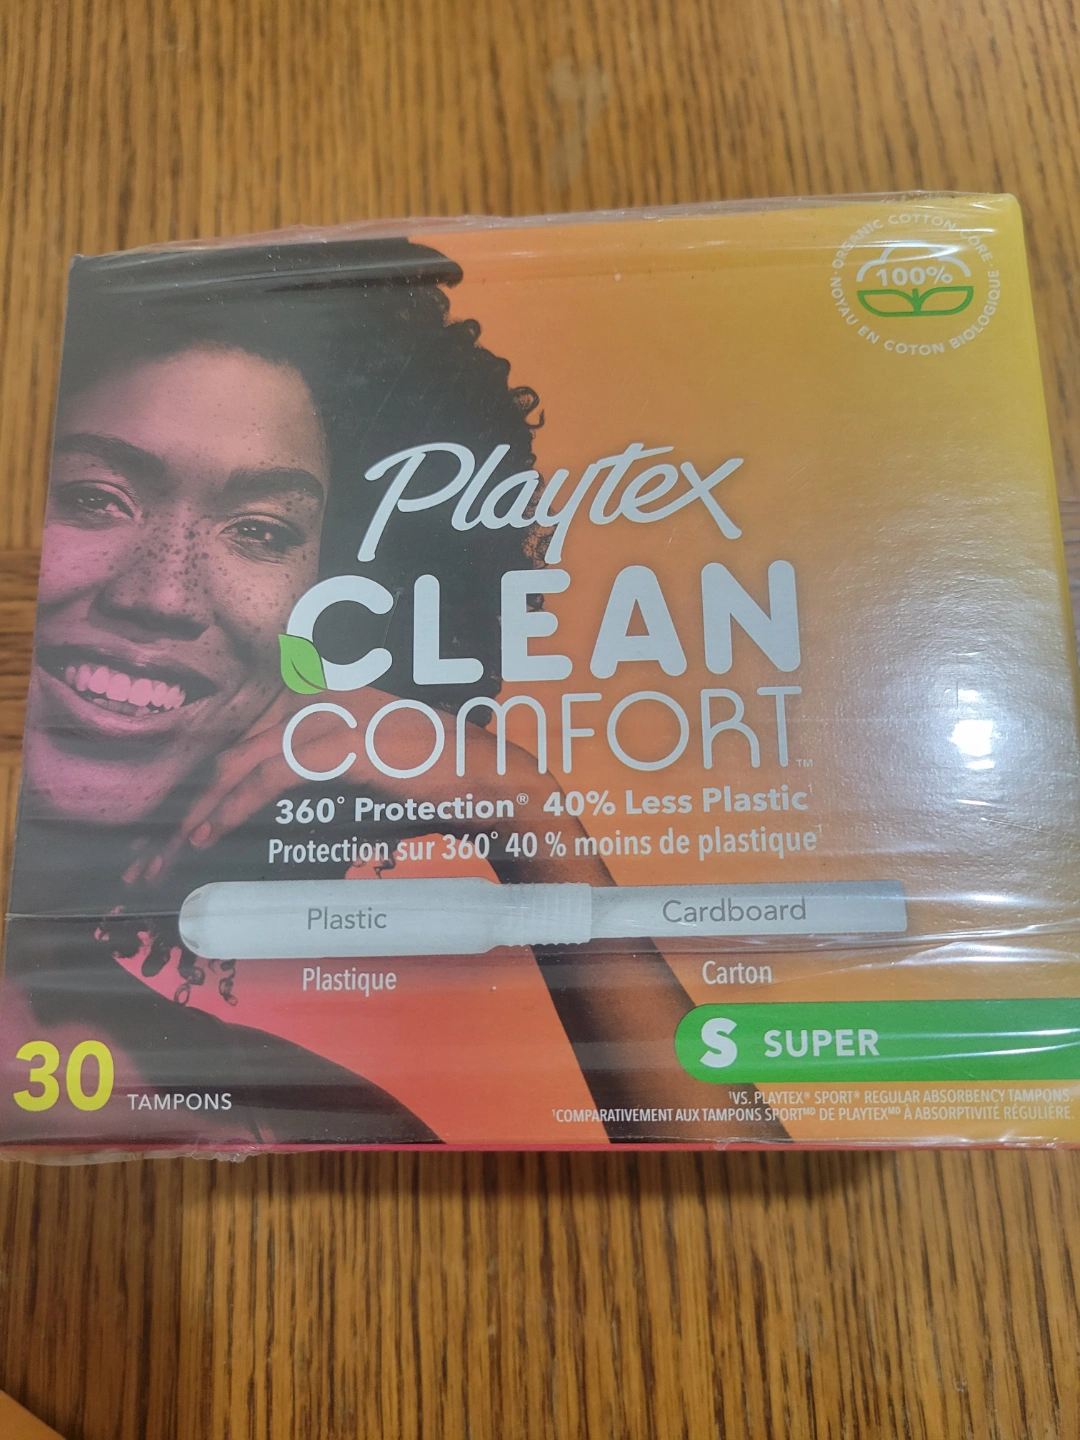 ORGANIC COTTON CORE
100%
NOYAU EN COTON BIOLOGIQUE
Playtex
CLEAN
COMFORT™
360° Protection® 40% Less Plastic¹
Protection sur 360° 40 % moins de plastique¹
Plastic Cardboard
Plastique Carton
S SUPER
30 TAMPONS
¹VS. PLAYTEX® SPORT® REGULAR ABSORBENCY TAMPONS.
¹COMPARATIVEMENT AUX TAMPONS SPORTᴹᴰ DE PLAYTEXᴹᴰ À ABSORPTIVITÉ RÉGULIÈRE.